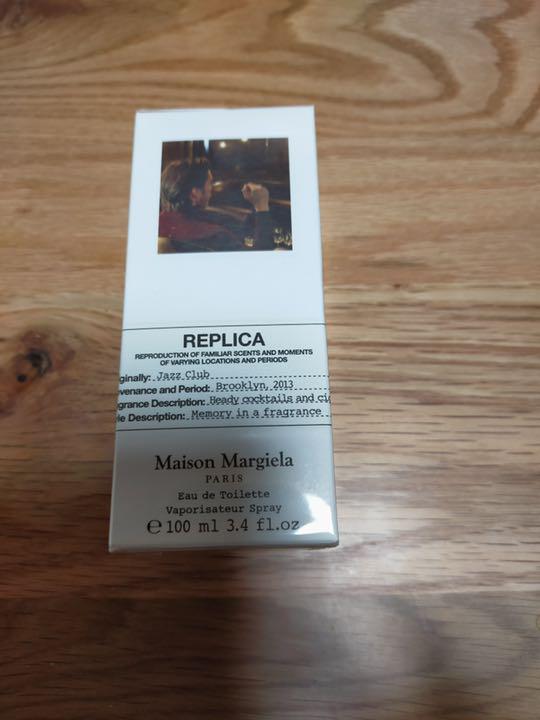 REPLICA
REPRODUCTION OF FAMILIAR SCENTS AND MOMENTS
OF VARYING LOCATIONS AND PERIODS
ginally: Jazz Club
venance and Period: Brooklyn, 2013
grance Description: Heady cocktails and ci
le Description: Memory in a fragrance
Maison Margiela
PARIS
Eau de Toilette
Vaporisateur Spray
℮ 100 ml 3.4 fl.oz